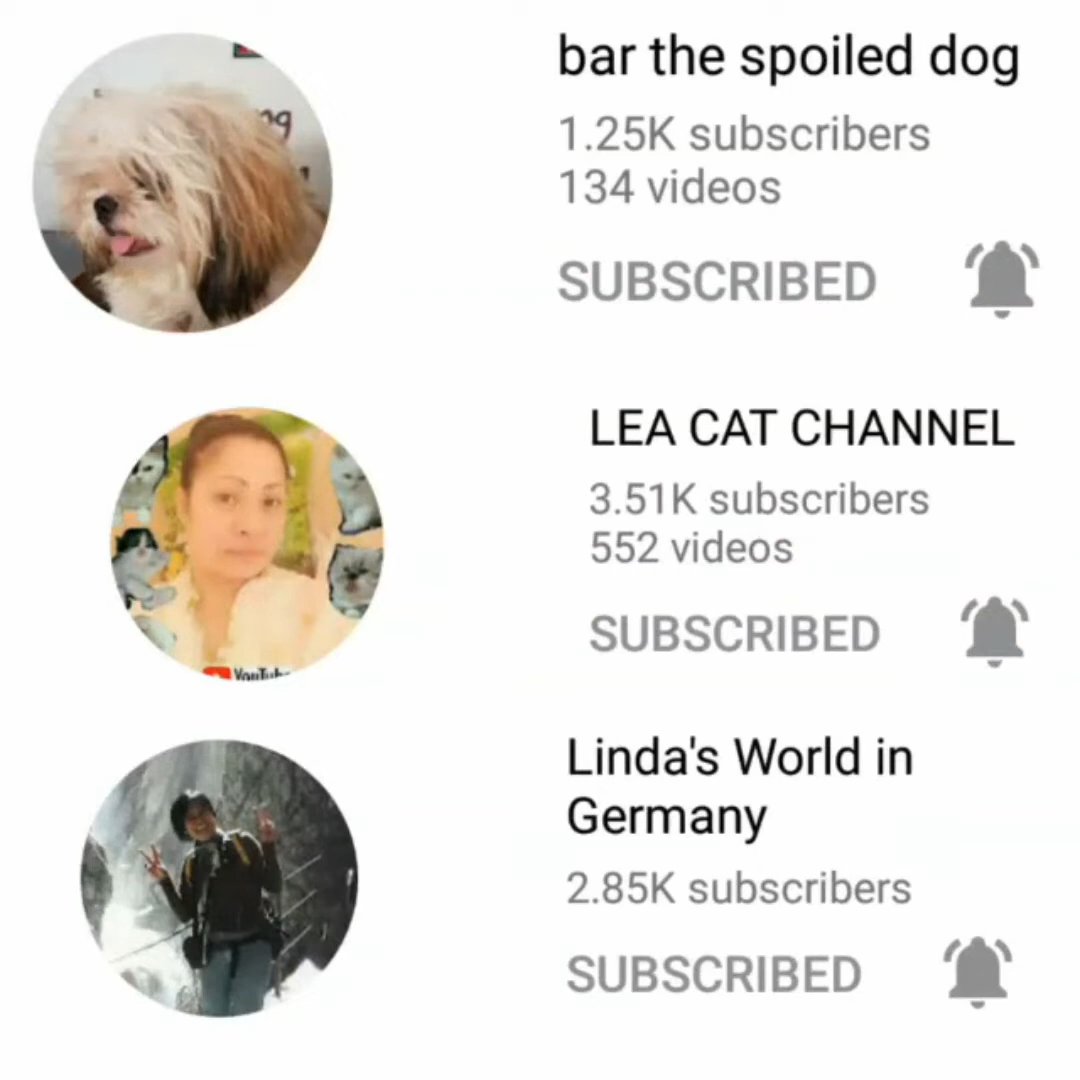 bar the spoiled dog
1.25K subscribers
134 videos
SUBSCRIBED
LEA CAT CHANNEL
3.51K subscribers
552 videos
SUBSCRIBED
YouTube
Linda's World in
Germany
2.85K subscribers
SUBSCRIBED